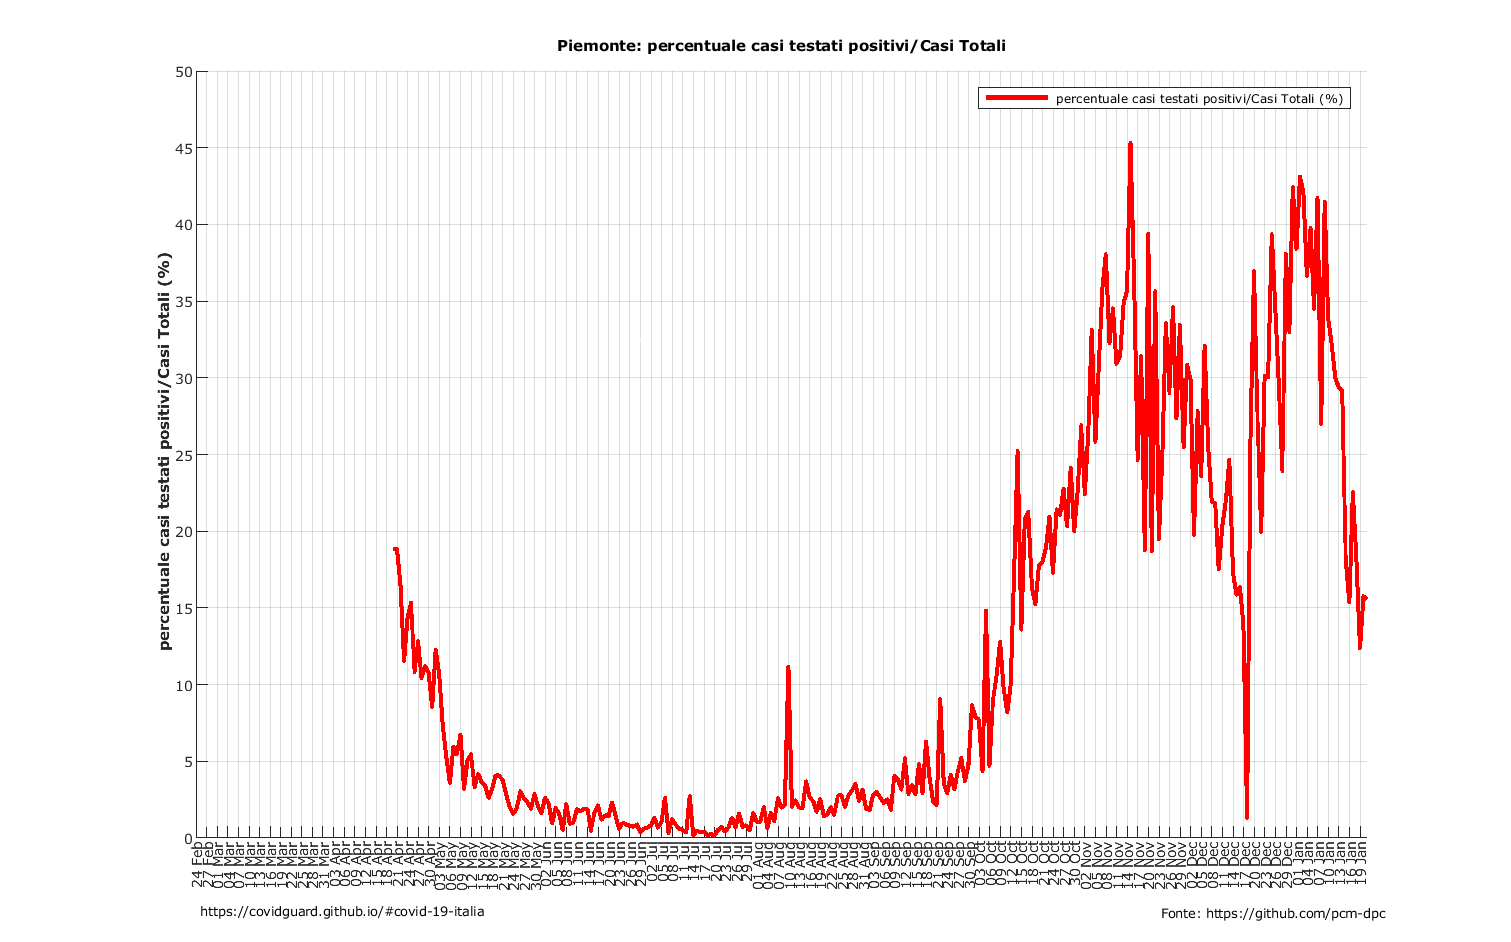 Piemonte: percentuale casi testati positivi/Casi Totali
percentuale casi testati positivi/Casi Totali (%)
percentuale casi testati positivi/Casi Totali (%)
50
45
40
35
30
25
20
15
10
5
0
24 Feb
27 Feb
01 Mar
04 Mar
07 Mar
10 Mar
13 Mar
16 Mar
19 Mar
22 Mar
25 Mar
28 Mar
31 Mar
03 Apr
06 Apr
09 Apr
12 Apr
15 Apr
18 Apr
21 Apr
24 Apr
27 Apr
30 Apr
03 May
06 May
09 May
12 May
15 May
18 May
21 May
24 May
27 May
30 May
02 Jun
05 Jun
08 Jun
11 Jun
14 Jun
17 Jun
20 Jun
23 Jun
26 Jun
29 Jun
02 Jul
05 Jul
08 Jul
11 Jul
14 Jul
17 Jul
20 Jul
23 Jul
26 Jul
29 Jul
01 Aug
04 Aug
07 Aug
10 Aug
13 Aug
16 Aug
19 Aug
22 Aug
25 Aug
28 Aug
31 Aug
03 Sep
06 Sep
09 Sep
12 Sep
15 Sep
18 Sep
21 Sep
24 Sep
27 Sep
30 Sep
03 Oct
06 Oct
09 Oct
12 Oct
15 Oct
18 Oct
21 Oct
24 Oct
27 Oct
30 Oct
02 Nov
05 Nov
08 Nov
11 Nov
14 Nov
17 Nov
20 Nov
23 Nov
26 Nov
29 Nov
02 Dec
05 Dec
08 Dec
11 Dec
14 Dec
17 Dec
20 Dec
23 Dec
26 Dec
29 Dec
01 Jan
04 Jan
07 Jan
10 Jan
13 Jan
16 Jan
19 Jan
https://covidguard.github.io/#covid-19-italia
Fonte: https://github.com/pcm-dpc